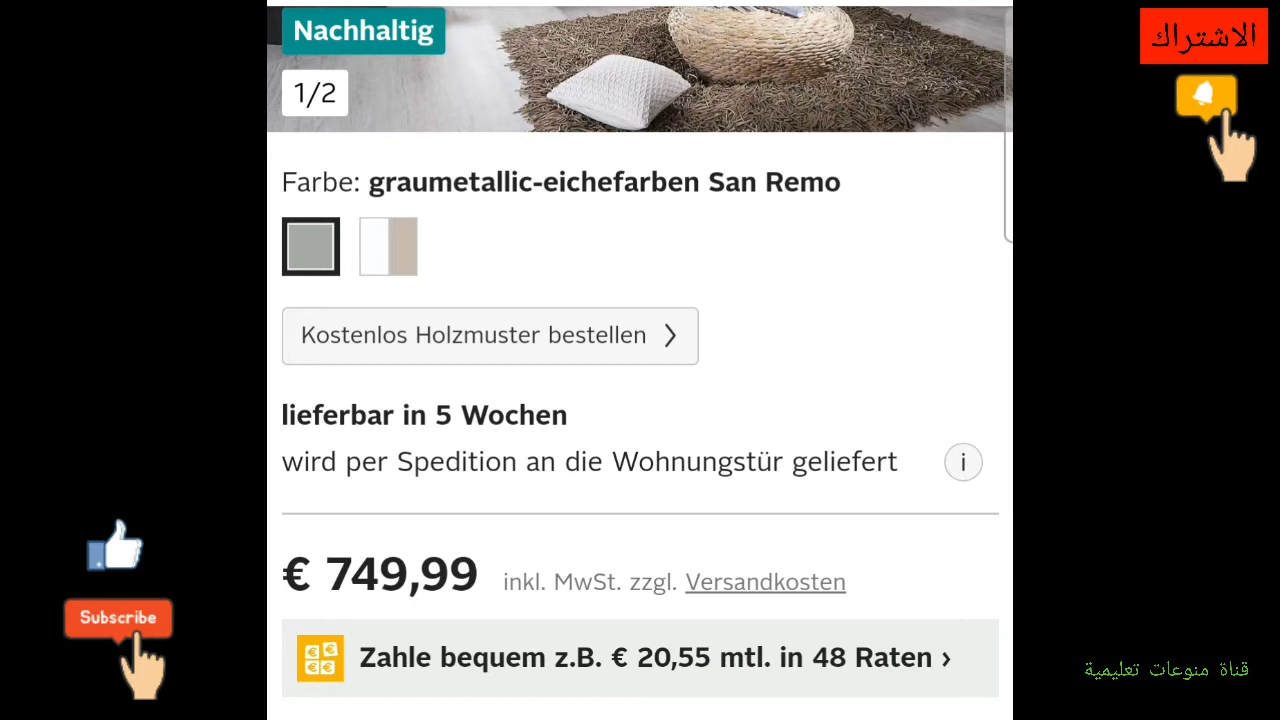 Nachhaltig
1/2
الاشتراك
Farbe: graumetallic-eichefarben San Remo
Kostenlos Holzmuster bestellen
lieferbar in 5 Wochen
wird per Spedition an die Wohnungstür geliefert
i
€ 749,99 inkl. MwSt. zzgl. Versandkosten
Subscribe
Zahle bequem z.B. € 20,55 mtl. in 48 Raten ›
قناة منوعات تعليمية